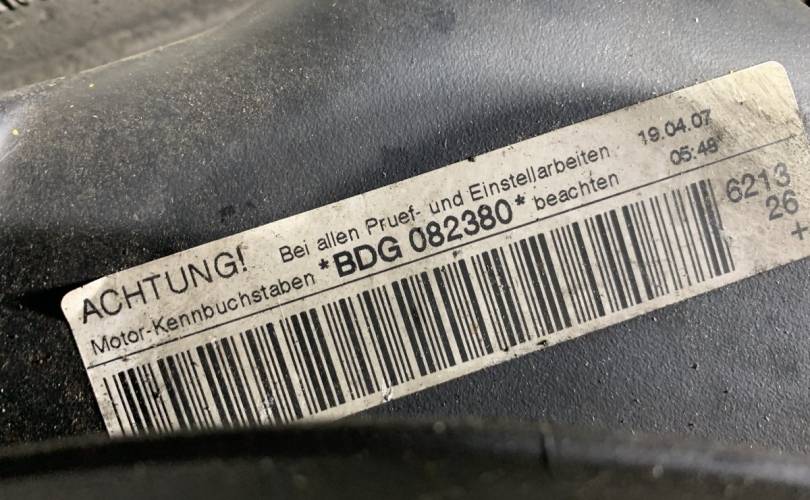 ACHTUNG! Bei allen Pruef- und Einstellarbeiten 19.04.07
Motor-Kennbuchstaben *BDG 082380* beachten 05:48
6213
26
+